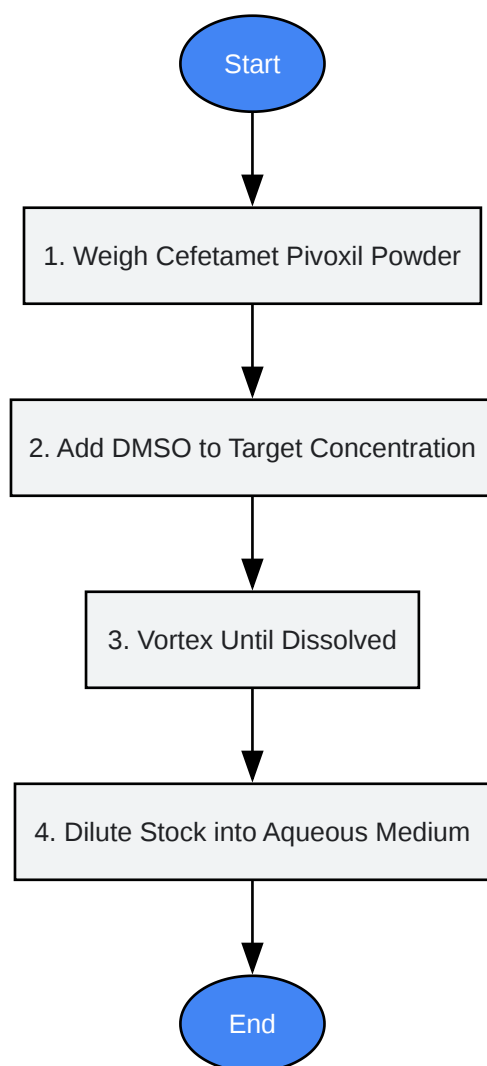 Start
1. Weigh Cefetamet Pivoxil Powder
2. Add DMSO to Target Concentration
3. Vortex Until Dissolved
4. Dilute Stock into Aqueous Medium
End